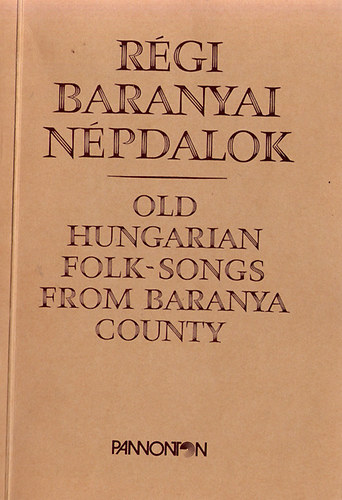 RÉGI
BARANYAI
NÉPDALOK
OLD
HUNGARIAN
FOLK-SONGS
FROM BARANYA
COUNTY
PANNONTON